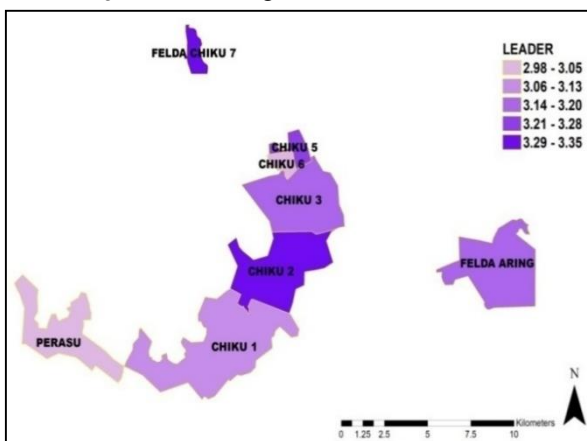 FELDA CHIKU 7
LEADER
2.98 - 3.05
3.06 - 3.13
3.14 - 3.20
3.21 - 3.28
3.29 - 3.35
CHIKU 5
CHIKU 6
CHIKU 3
CHIKU 2
FELDA ARING
PERASU
CHIKU 1
N
Kilometers
0 1.25 2.5 5 7.5 10